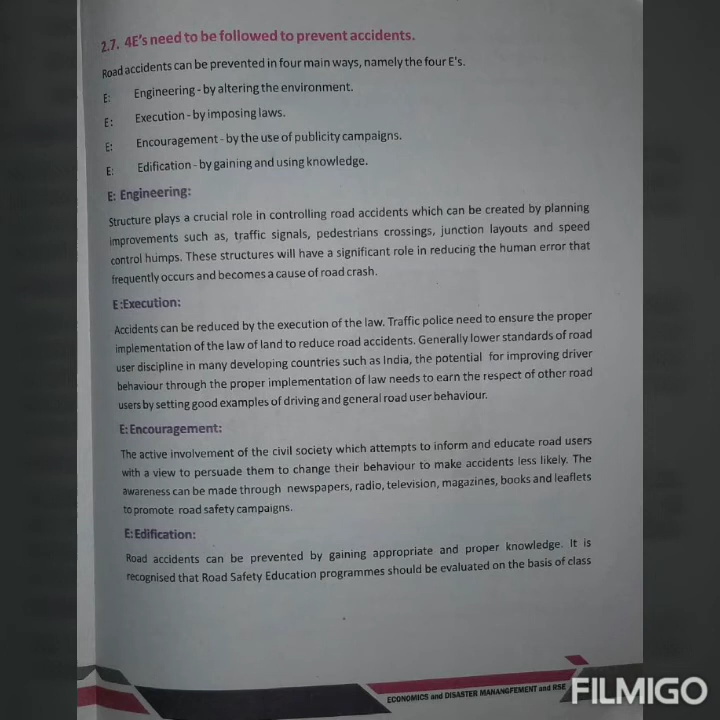 2.7. 4E's need to be followed to prevent accidents.
Road accidents can be prevented in four main ways, namely the four E's.
E: Engineering - by altering the environment.
E: Execution - by imposing laws.
E: Encouragement - by the use of publicity campaigns.
E: Edification - by gaining and using knowledge.
E: Engineering:
Structure plays a crucial role in controlling road accidents which can be created by planning
improvements such as, traffic signals, pedestrians crossings, junction layouts and speed
control humps. These structures will have a significant role in reducing the human error that
frequently occurs and becomes a cause of road crash.
E:Execution:
Accidents can be reduced by the execution of the law. Traffic police need to ensure the proper
implementation of the law of land to reduce road accidents. Generally lower standards of road
user discipline in many developing countries such as India, the potential for improving driver
behaviour through the proper implementation of law needs to earn the respect of other road
users by setting good examples of driving and general road user behaviour.
E:Encouragement:
The active involvement of the civil society which attempts to inform and educate road users
with a view to persuade them to change their behaviour to make accidents less likely. The
awareness can be made through newspapers, radio, television, magazines, books and leaflets
to promote road safety campaigns.
E:Edification:
Road accidents can be prevented by gaining appropriate and proper knowledge. It is
recognised that Road Safety Education programmes should be evaluated on the basis of class
ECONOMICS and DISASTER MANANGFEMENT and RSE
FILMIGO